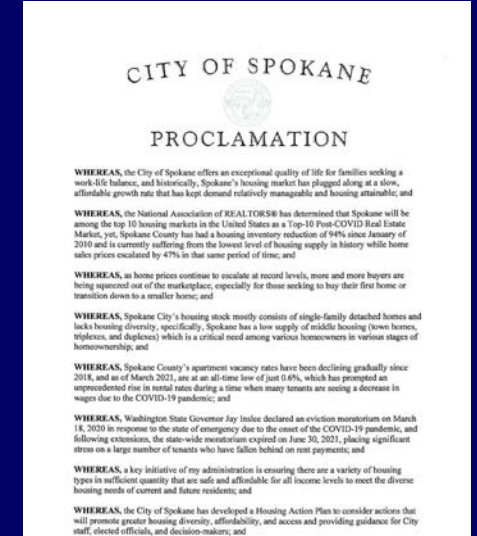 CITY OF SPOKANE
PROCLAMATION
WHEREAS, the City of Spokane offers an exceptional quality of life for families seeking a
work-life balance, and historically, Spokane's housing market has plugged along at a slow,
affordable growth rate that has kept demand relatively manageable and housing attainable; and
WHEREAS, the National Association of REALTORS® has determined that Spokane will be
among the top 10 housing markets in the United States as a Top-10 Post-COVID Real Estate
Market, yet, Spokane County has had a housing inventory reduction of 94% since January of
2010 and is currently suffering from the lowest level of housing supply in history while home
sales prices escalated by 47% in that same period of time; and
WHEREAS, as home prices continue to escalate at record levels, more and more buyers are
being squeezed out of the marketplace, especially for those seeking to buy their first home or
transition down to a smaller home; and
WHEREAS, Spokane City's housing stock mostly consists of single-family detached homes and
lacks housing diversity, specifically, Spokane has a low supply of middle housing (town homes,
triplexes, and duplexes) which is a critical need among various homeowners in various stages of
homeownership; and
WHEREAS, Spokane County's apartment vacancy rates have been declining gradually since
2018, and as of March 2021, are at an all-time low of just 0.6%, which has prompted an
unprecedented rise in rental rates during a time when many tenants are seeing a decrease in
wages due to the COVID-19 pandemic; and
WHEREAS, Washington State Governor Jay Inslee declared an eviction moratorium on March
18, 2020 in response to the state of emergency due to the onset of the COVID-19 pandemic, and
following extensions, the state-wide moratorium expired on June 30, 2021, placing significant
stress on a large number of tenants who have fallen behind on rent payments; and
WHEREAS, a key initiative of my administration is ensuring there are a variety of housing
types in sufficient quantity that are safe and affordable for all income levels to meet the diverse
housing needs of current and future residents; and
WHEREAS, the City of Spokane has developed a Housing Action Plan to consider actions that
will promote greater housing diversity, affordability, and access and providing guidance for City
staff, elected officials, and decision-makers; and